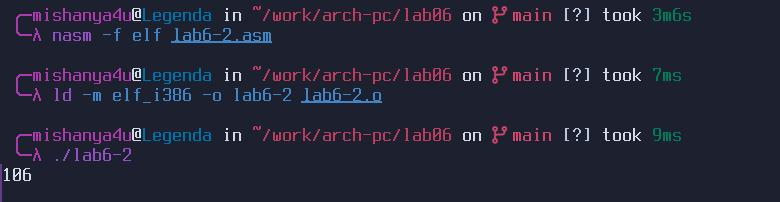 mishanya4u@Legenda in ~/work/arch-pc/lab06 on main [?] took 3m6s
λ nasm -f elf lab6-2.asm
mishanya4u@Legenda in ~/work/arch-pc/lab06 on main [?] took 7ms
λ ld -m elf_i386 -o lab6-2 lab6-2.o
mishanya4u@Legenda in ~/work/arch-pc/lab06 on main [?] took 9ms
λ ./lab6-2
106